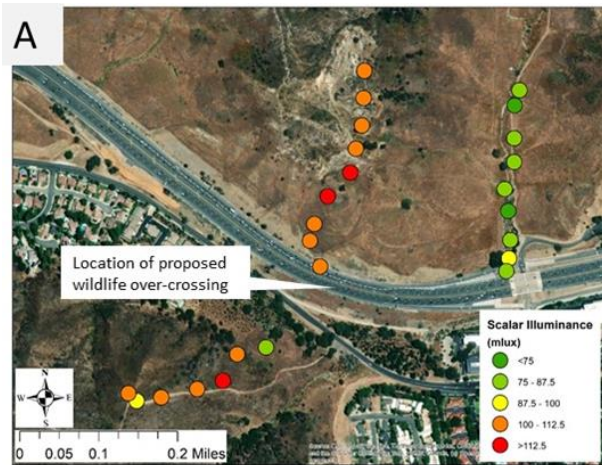 A
Location of proposed
wildlife over-crossing
N
W
E
S
0 0.05 0.1 0.2 Miles
Scalar Illuminance
(mlux)
<75
75 - 87.5
87.5 - 100
100 - 112.5
>112.5